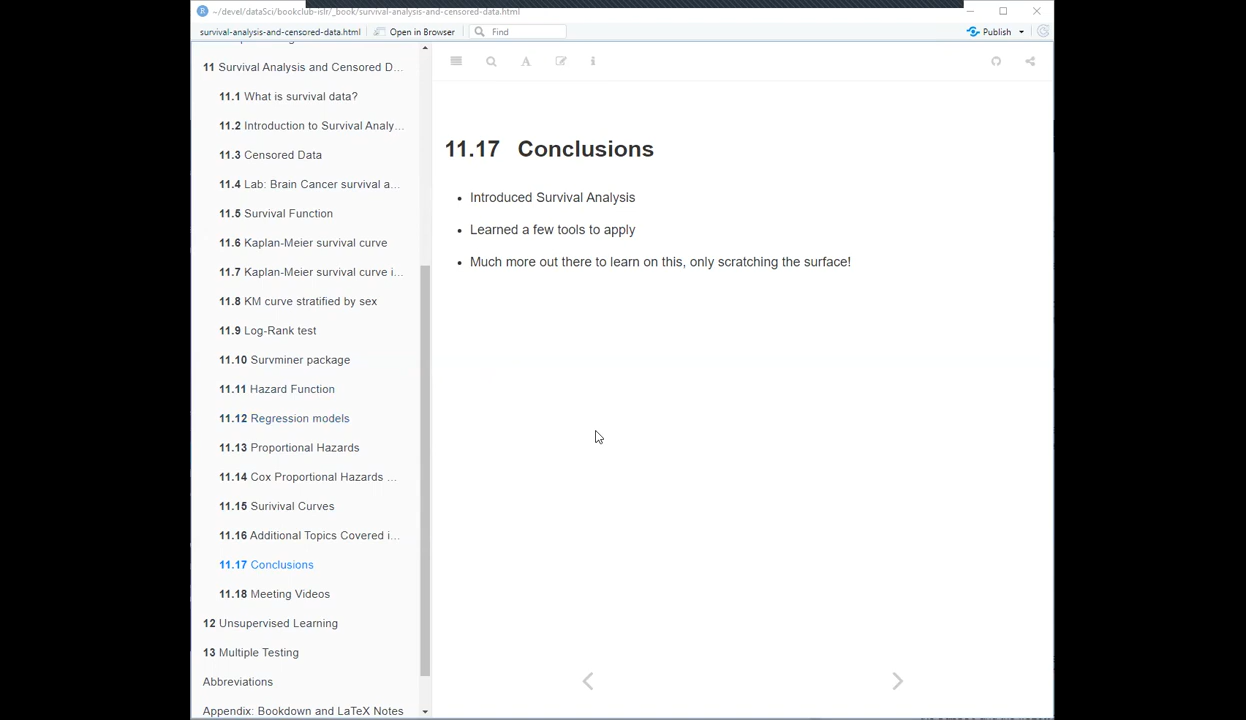 ~/devel/dataSci/bookclub-islr/_book/survival-analysis-and-censored-data.html
survival-analysis-and-censored-data.html
Open in Browser
Find
Publish
11 Survival Analysis and Censored D...
11.1 What is survival data?
11.2 Introduction to Survival Analy...
11.3 Censored Data
11.4 Lab: Brain Cancer survival a...
11.5 Survival Function
11.6 Kaplan-Meier survival curve
11.7 Kaplan-Meier survival curve i...
11.8 KM curve stratified by sex
11.9 Log-Rank test
11.10 Survminer package
11.11 Hazard Function
11.12 Regression models
11.13 Proportional Hazards
11.14 Cox Proportional Hazards ...
11.15 Surivival Curves
11.16 Additional Topics Covered i...
11.17 Conclusions
11.18 Meeting Videos
12 Unsupervised Learning
13 Multiple Testing
Abbreviations
Appendix: Bookdown and LaTeX Notes
11.17 Conclusions
• Introduced Survival Analysis
• Learned a few tools to apply
• Much more out there to learn on this, only scratching the surface!